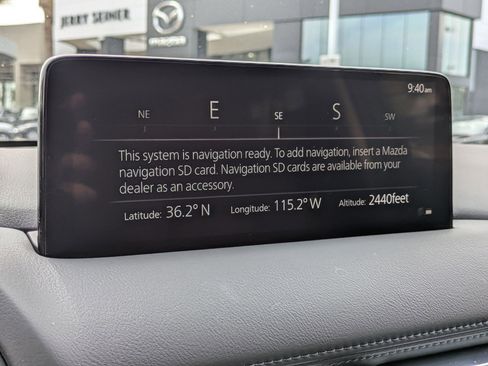 JERRY SEINER
mazda
9:40am
NE E SE S SW
This system is navigation ready. To add navigation, insert a Mazda
navigation SD card. Navigation SD cards are available from your
dealer as an accessory.
Latitude: 36.2° N Longitude: 115.2° W Altitude: 2440feet